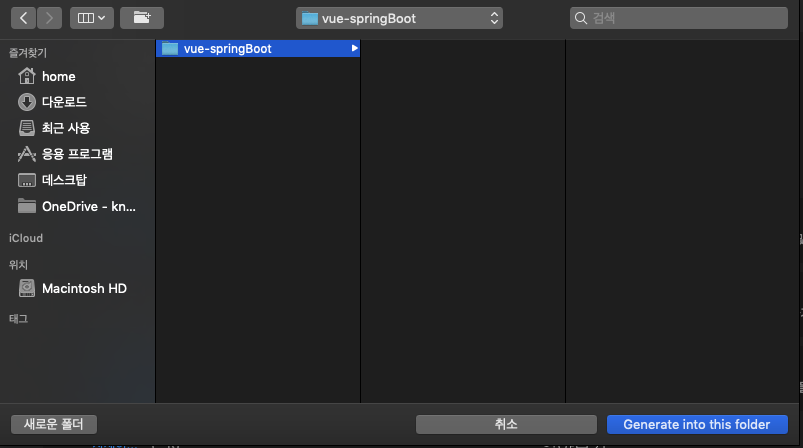 vue-springBoot
검색
즐겨찾기
vue-springBoot
home
다운로드
최근 사용
응용 프로그램
데스크탑
OneDrive - kn...
iCloud
위치
Macintosh HD
태그
새로운 폴더
취소
Generate into this folder